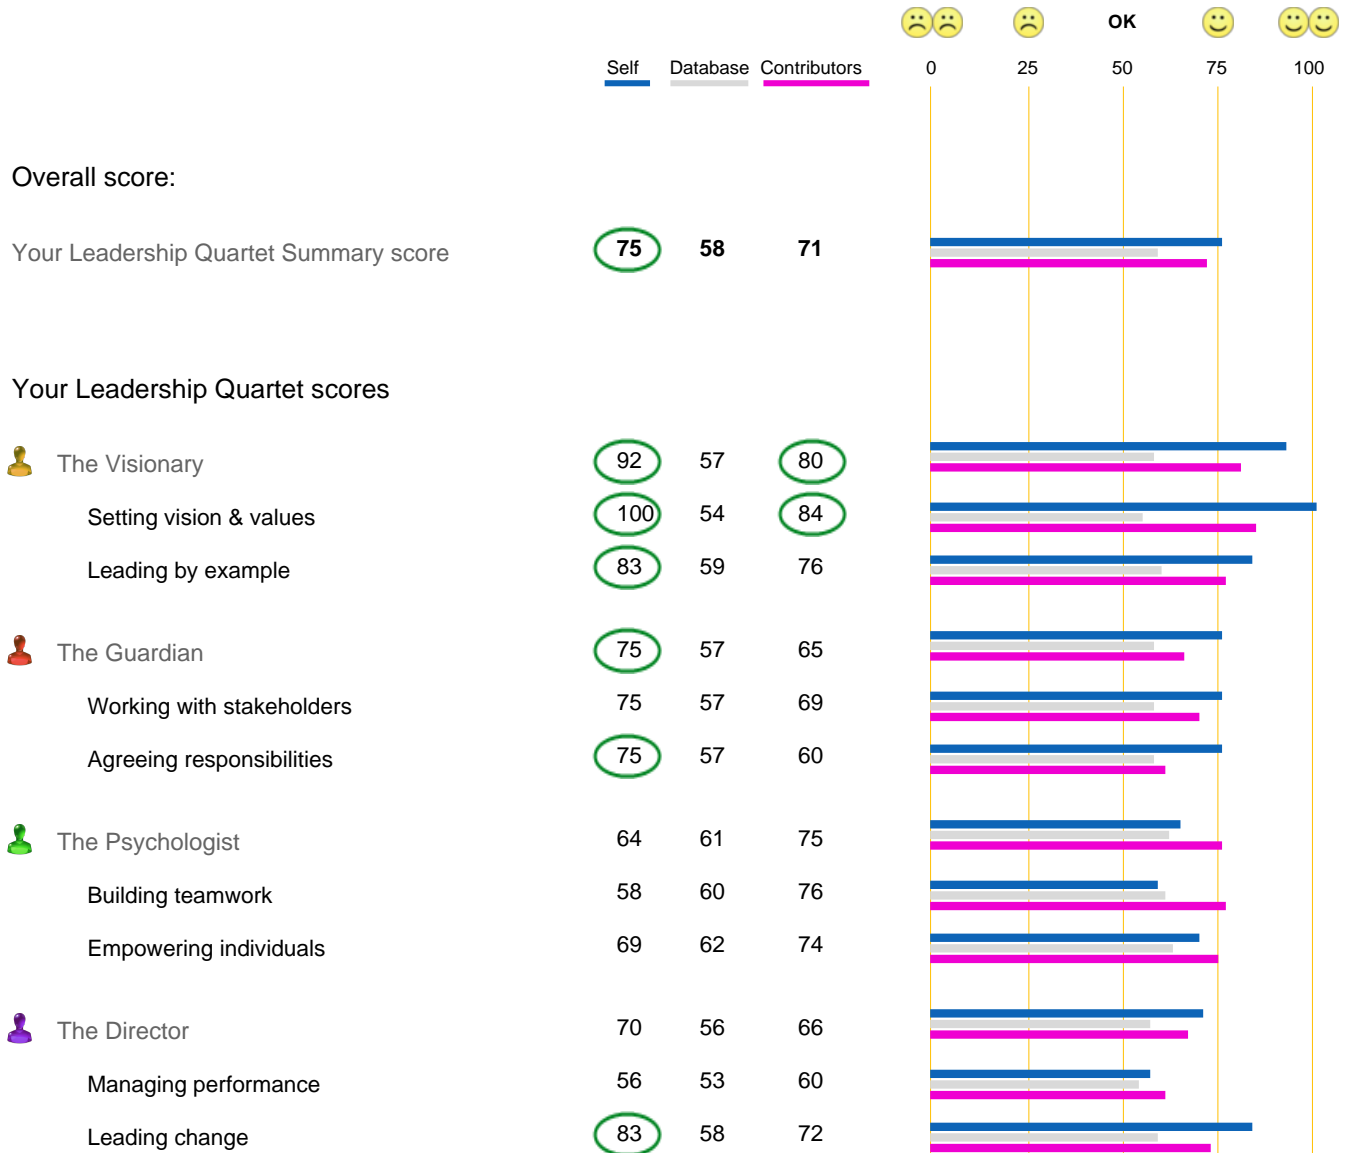 OK
Self Database Contributors 0 25 50 75 100
Overall score:
Your Leadership Quartet Summary score 75 58 71
Your Leadership Quartet scores
The Visionary 92 57 80
Setting vision & values 100 54 84
Leading by example 83 59 76
The Guardian 75 57 65
Working with stakeholders 75 57 69
Agreeing responsibilities 75 57 60
The Psychologist 64 61 75
Building teamwork 58 60 76
Empowering individuals 69 62 74
The Director 70 56 66
Managing performance 56 53 60
Leading change 83 58 72